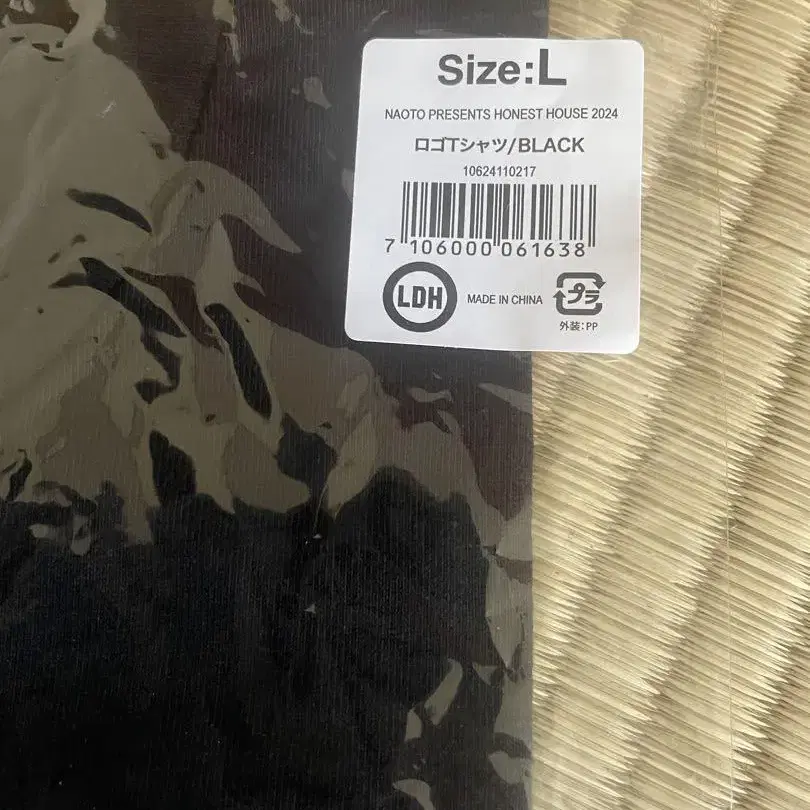 Size:L
NAOTO PRESENTS HONEST HOUSE 2024
ロゴTシャツ/BLACK
10624110217
7 106000 061638
LDH
MADE IN CHINA
プラ
外装:PP